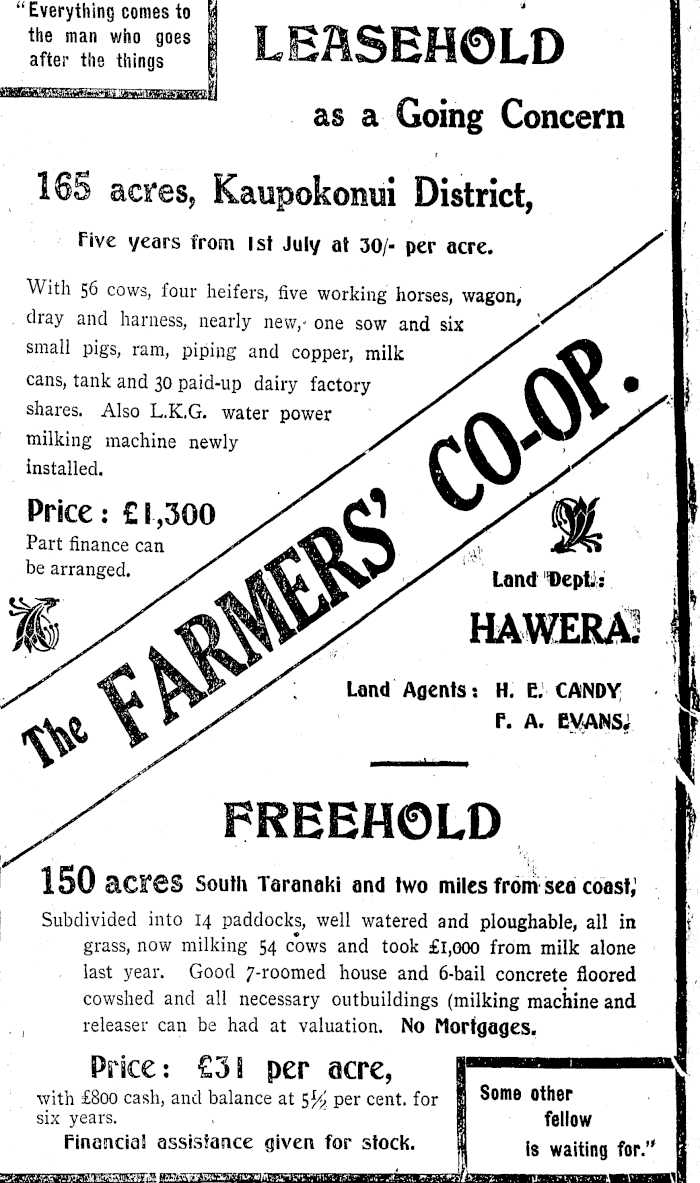 "Everything comes to
the man who goes
after the things
LEASEHOLD
as a Going Concern
165 acres, Kaupokonui District,
Five years from 1st July at 30/- per acre.
With 56 cows, four heifers, five working horses, wagon,
dray and harness, nearly new, one sow and six
small pigs, ram, piping and copper, milk
cans, tank and 30 paid-up dairy factory
shares. Also L.K.G. water power
milking machine newly
installed.
Price: £1,300
Part finance can
be arranged.
The FARMERS' CO-OP.
Land Dept.:
HAWERA.
Land Agents: H. E. CANDY
F. A. EVANS.
FREEHOLD
150 acres South Taranaki and two miles from sea coast,
Subdivided into 14 paddocks, well watered and ploughable, all in
grass, now milking 54 cows and took £1,000 from milk alone
last year. Good 7-roomed house and 6-bail concrete floored
cowshed and all necessary outbuildings (milking machine and
releaser can be had at valuation. No Mortgages.
Price: £31 per acre,
with £800 cash, and balance at 5½ per cent. for
six years.
Financial assistance given for stock.
Some other
fellow
is waiting for."